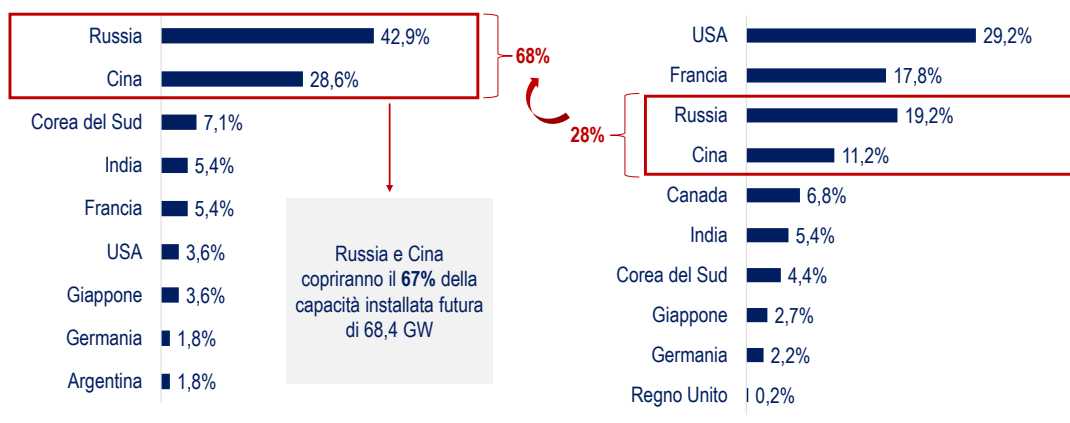 Russia 42,9%
Cina 28,6%
68%
Corea del Sud 7,1%
India 5,4%
Francia 5,4%
USA 3,6%
Giappone 3,6%
Germania 1,8%
Argentina 1,8%
Russia e Cina
copriranno il 67% della
capacità installata futura
di 68,4 GW
USA 29,2%
Francia 17,8%
Russia 19,2%
28%
Cina 11,2%
Canada 6,8%
India 5,4%
Corea del Sud 4,4%
Giappone 2,7%
Germania 2,2%
Regno Unito 0,2%